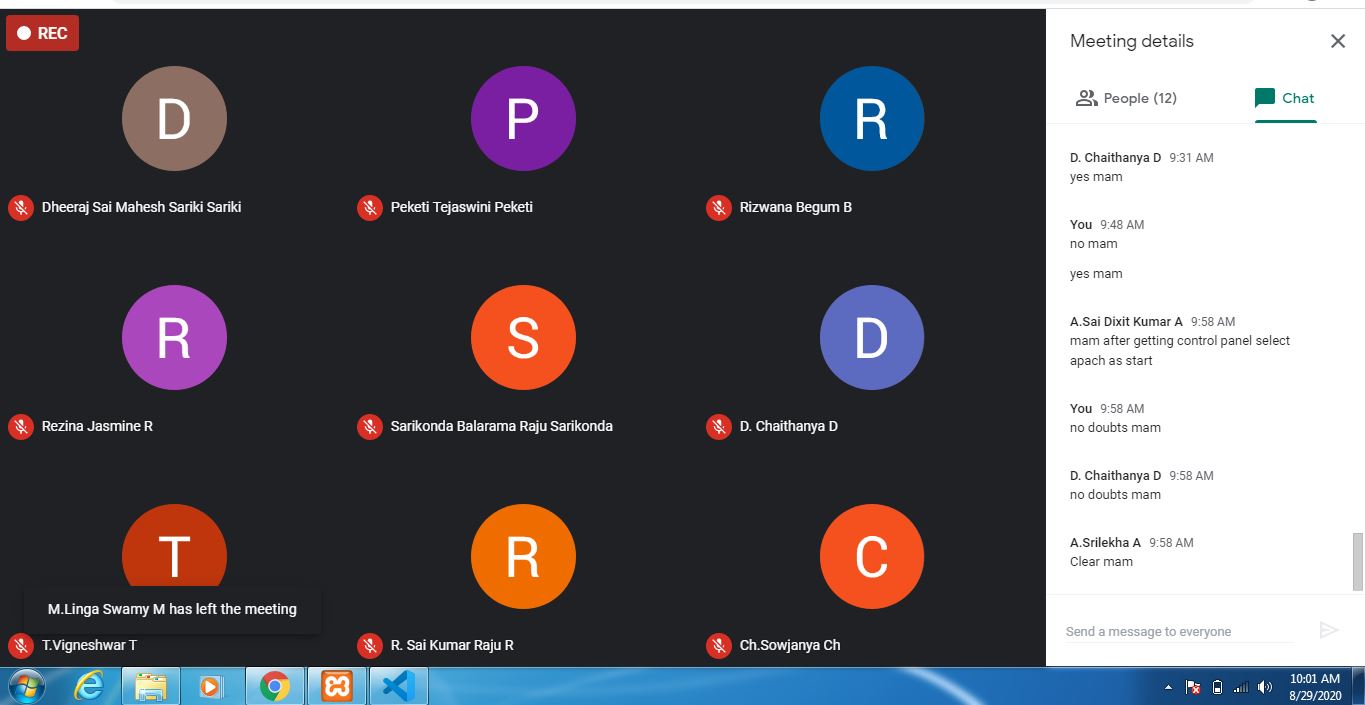 REC
D
P
R
Dheeraj Sai Mahesh Sariki Sariki
Peketi Tejaswini Peketi
Rizwana Begum B
R
S
D
Rezina Jasmine R
Sarikonda Balarama Raju Sarikonda
D. Chaithanya D
T
R
C
M.Linga Swamy M has left the meeting
T.Vigneshwar T
R. Sai Kumar Raju R
Ch.Sowjanya Ch
Meeting details
People (12)
Chat
D. Chaithanya D 9:31 AM
yes mam
You 9:48 AM
no mam
yes mam
A.Sai Dixit Kumar A 9:58 AM
mam after getting control panel select
apach as start
You 9:58 AM
no doubts mam
D. Chaithanya D 9:58 AM
no doubts mam
A.Srilekha A 9:58 AM
Clear mam
Send a message to everyone
10:01 AM
8/29/2020